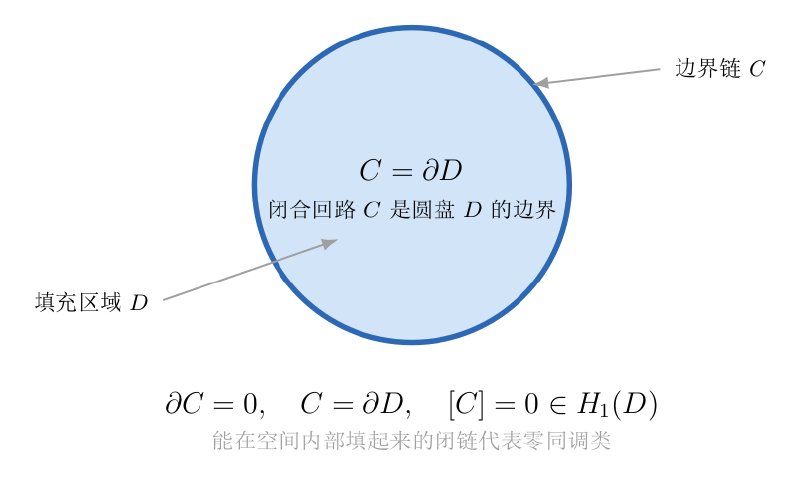 边界链 C
C = ∂D
闭合回路 C 是圆盘 D 的边界
填充区域 D
∂C = 0, C = ∂D, [C] = 0 ∈ H₁(D)
能在空间内部填起来的闭链代表零同调类